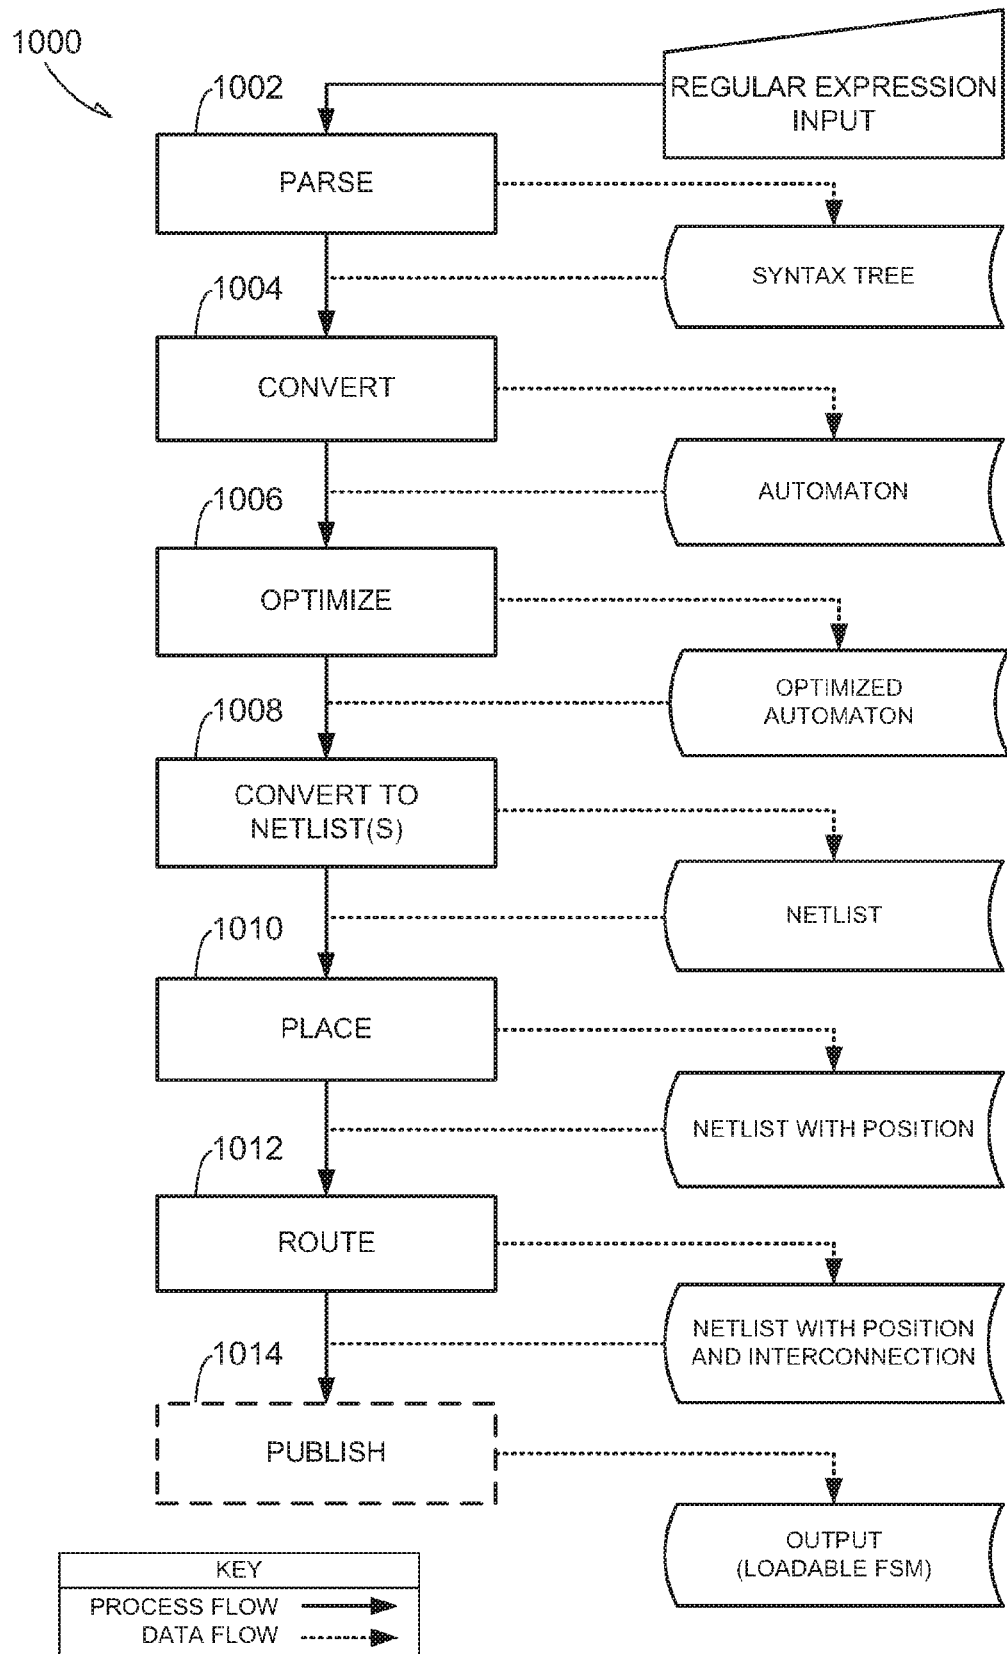 1000
REGULAR EXPRESSION
INPUT
1002
PARSE
SYNTAX TREE
1004
CONVERT
AUTOMATON
1006
OPTIMIZE
OPTIMIZED
AUTOMATON
1008
CONVERT TO
NETLIST(S)
NETLIST
1010
PLACE
NETLIST WITH POSITION
1012
ROUTE
NETLIST WITH POSITION
AND INTERCONNECTION
1014
PUBLISH
OUTPUT
(LOADABLE FSM)
KEY
PROCESS FLOW
DATA FLOW